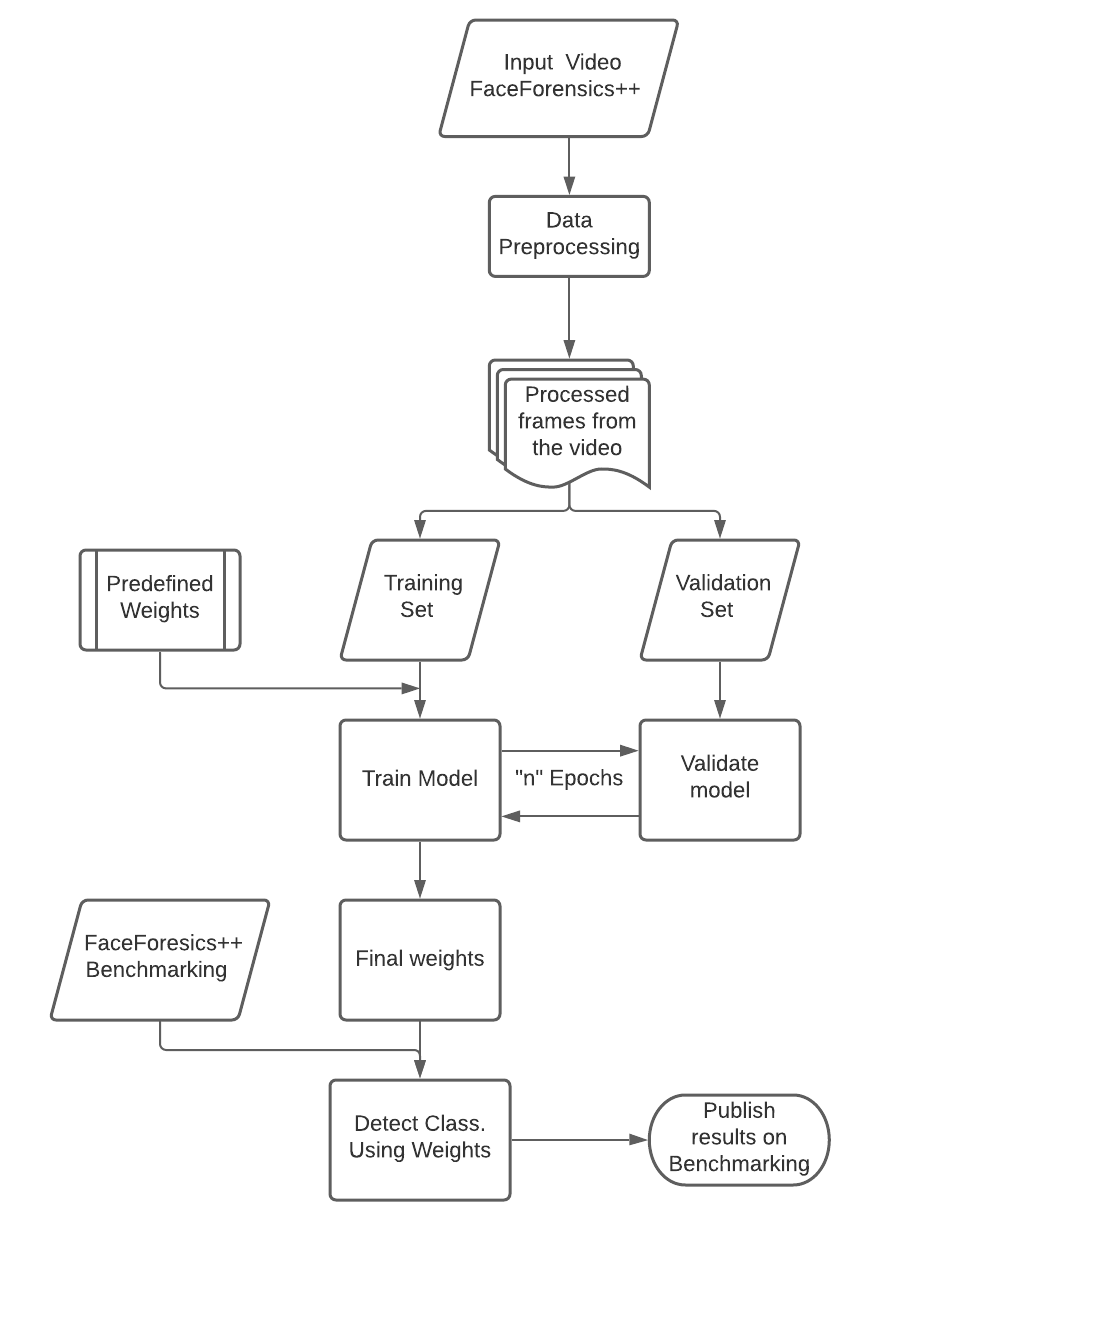 Input  Video
FaceForensics++
Data
Preprocessing
Processed
frames from
the video
Predefined
Weights
Training
Set
Validation
Set
Train Model
"n" Epochs
Validate
model
FaceForesics++
Benchmarking
Final weights
Detect Class.
Using Weights
Publish
results on
Benchmarking